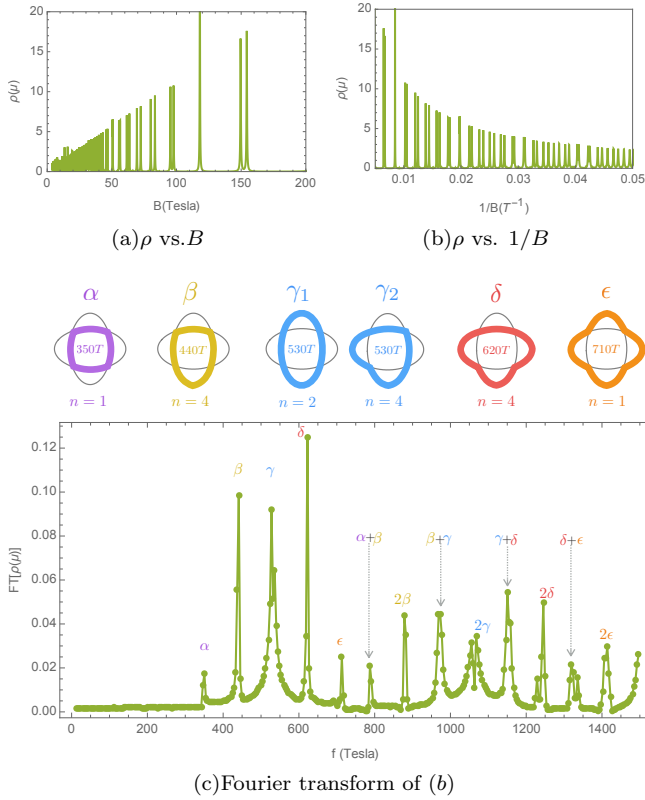 20
15
10
5
0
ρ(μ)
0 50 100 150 200
B(Tesla)
(a)ρ vs.B
20
15
10
5
0
ρ(μ)
0.01 0.02 0.03 0.04 0.05
1/B(T⁻¹)
(b)ρ vs. 1/B
α β γ₁ γ₂ δ ϵ
350T 440T 530T 530T 620T 710T
n = 1 n = 4 n = 2 n = 4 n = 4 n = 1
0.12
0.10
0.08
0.06
0.04
0.02
0.00
FT[ρ(μ)]
δ
β γ
α+β β+γ γ+δ δ+ϵ
2β 2δ
α ϵ 2γ 2ϵ
0 200 400 600 800 1000 1200 1400
f (Tesla)
(c)Fourier transform of (b)